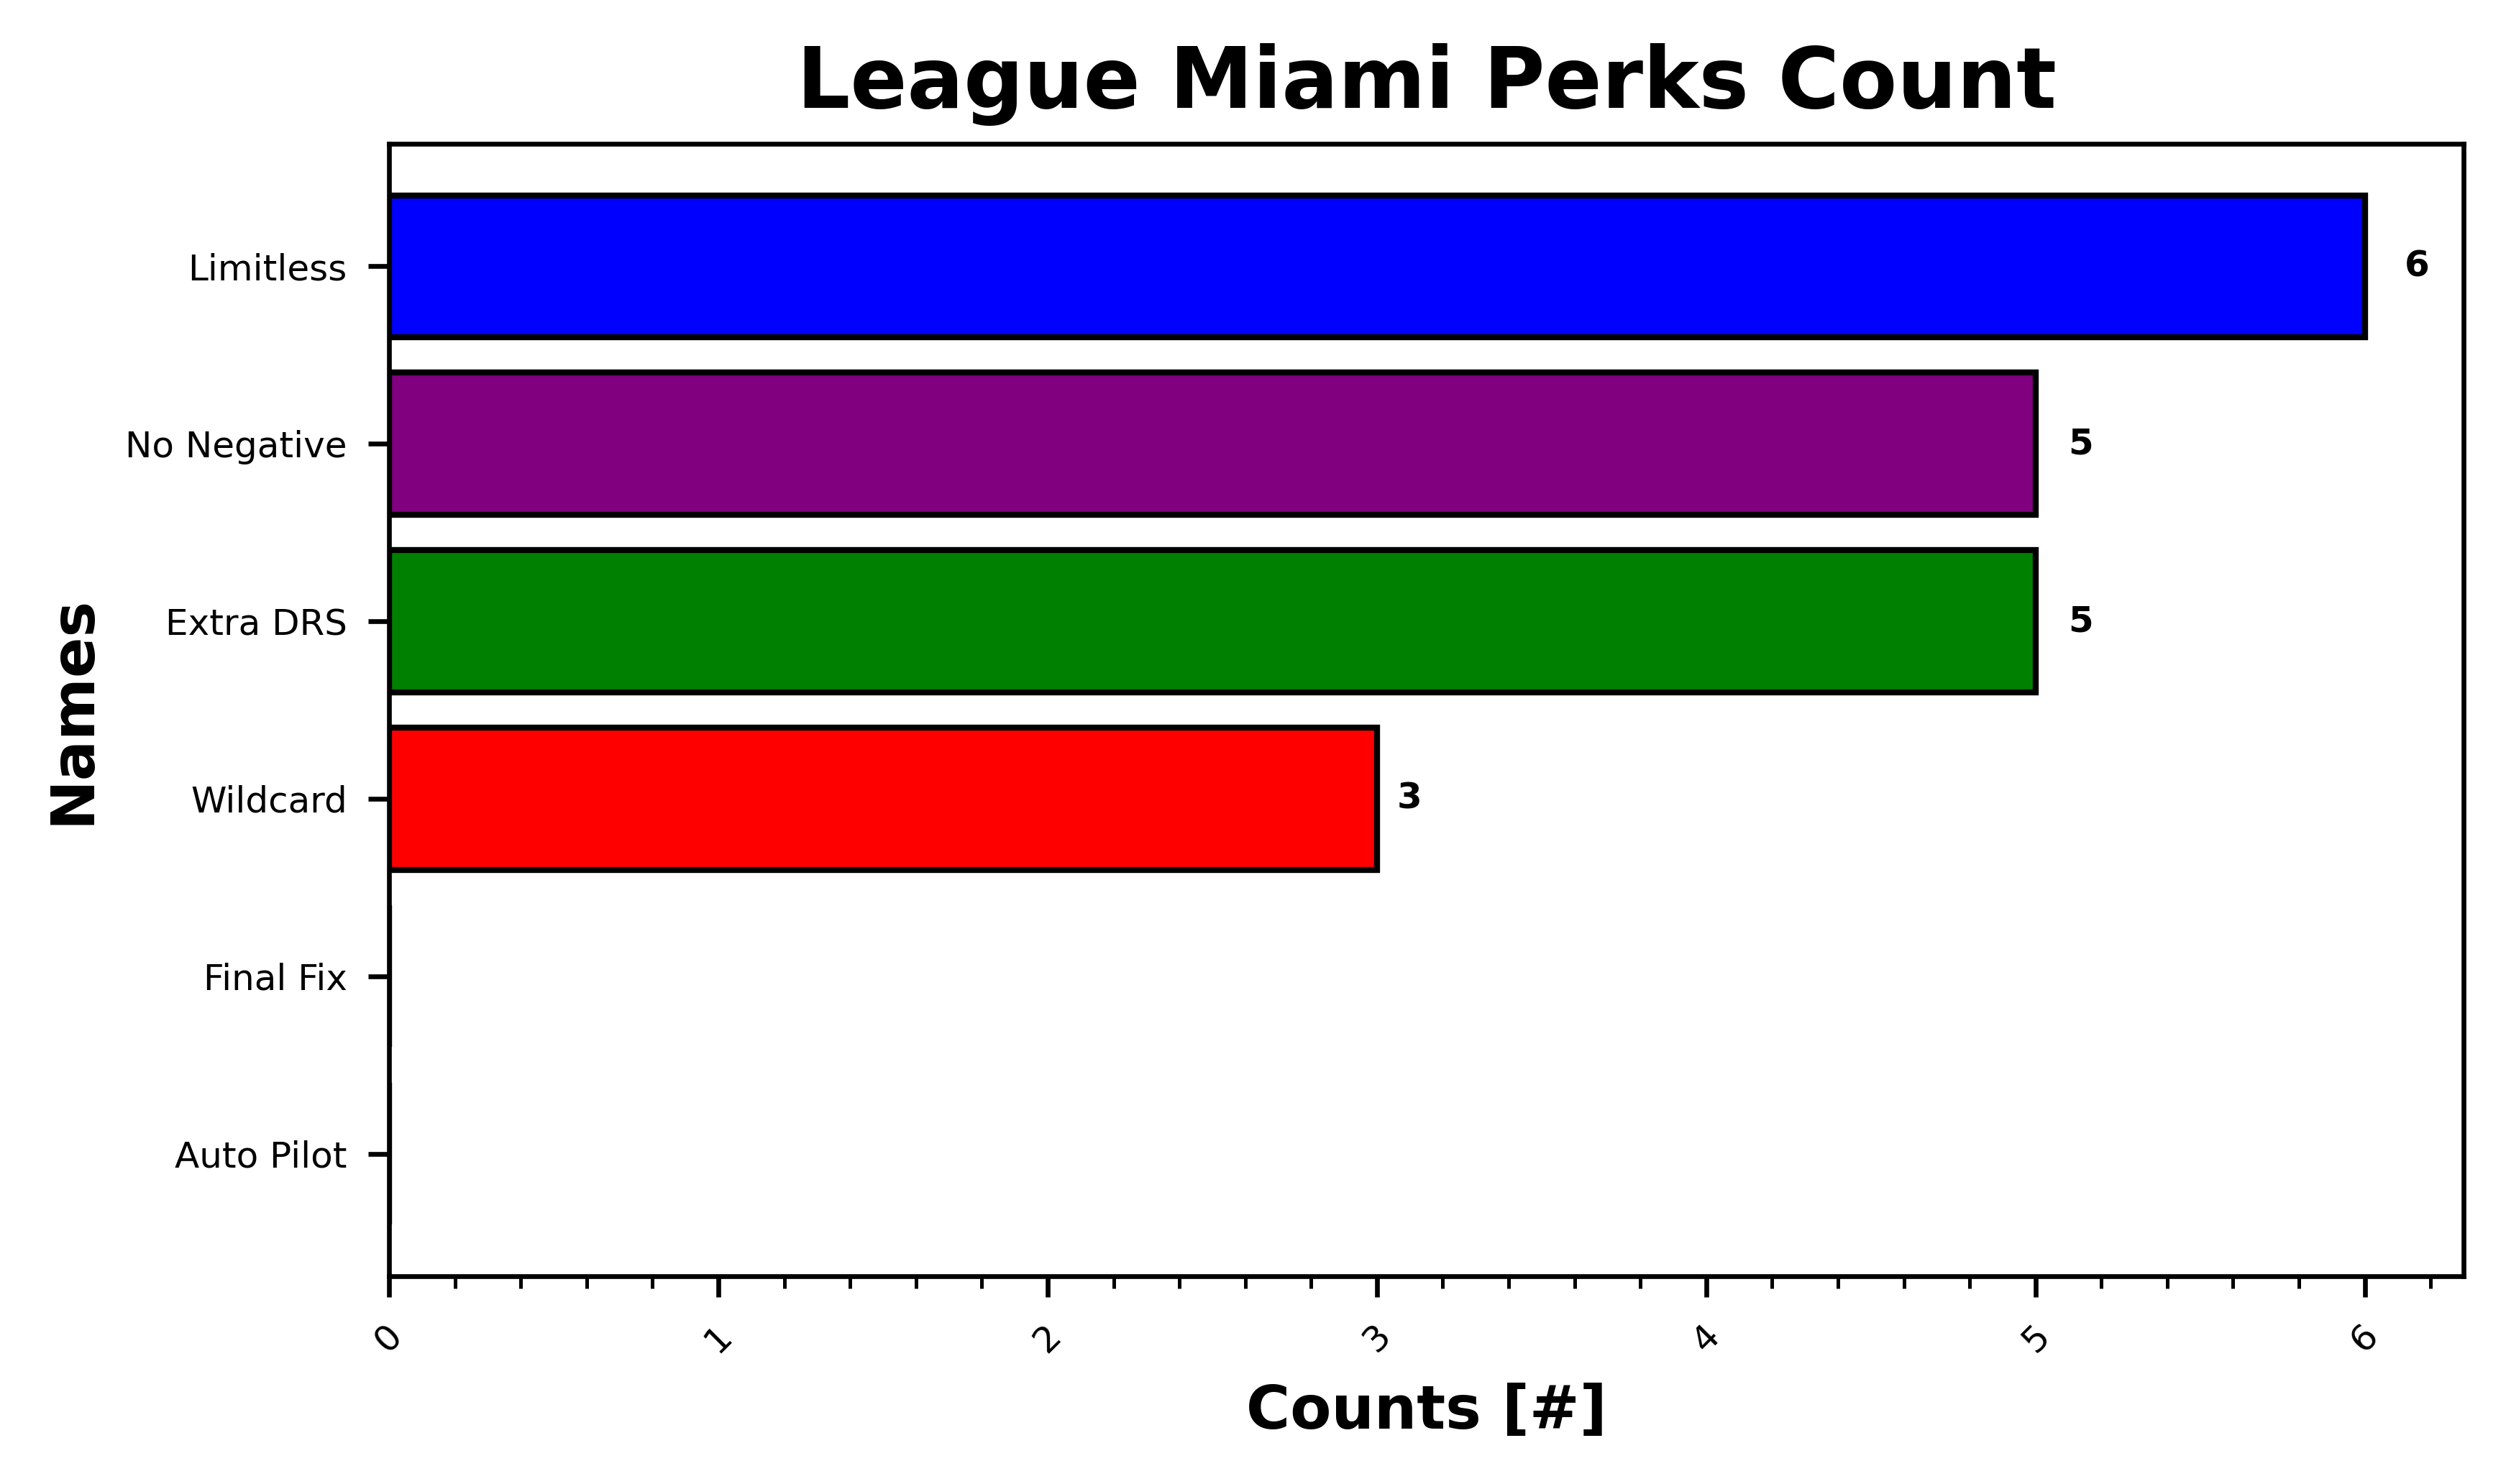 League Miami Perks Count
Names
Limitless
6
No Negative
5
Extra DRS
5
Wildcard
3
Final Fix
Auto Pilot
0 1 2 3 4 5 6
Counts [#]